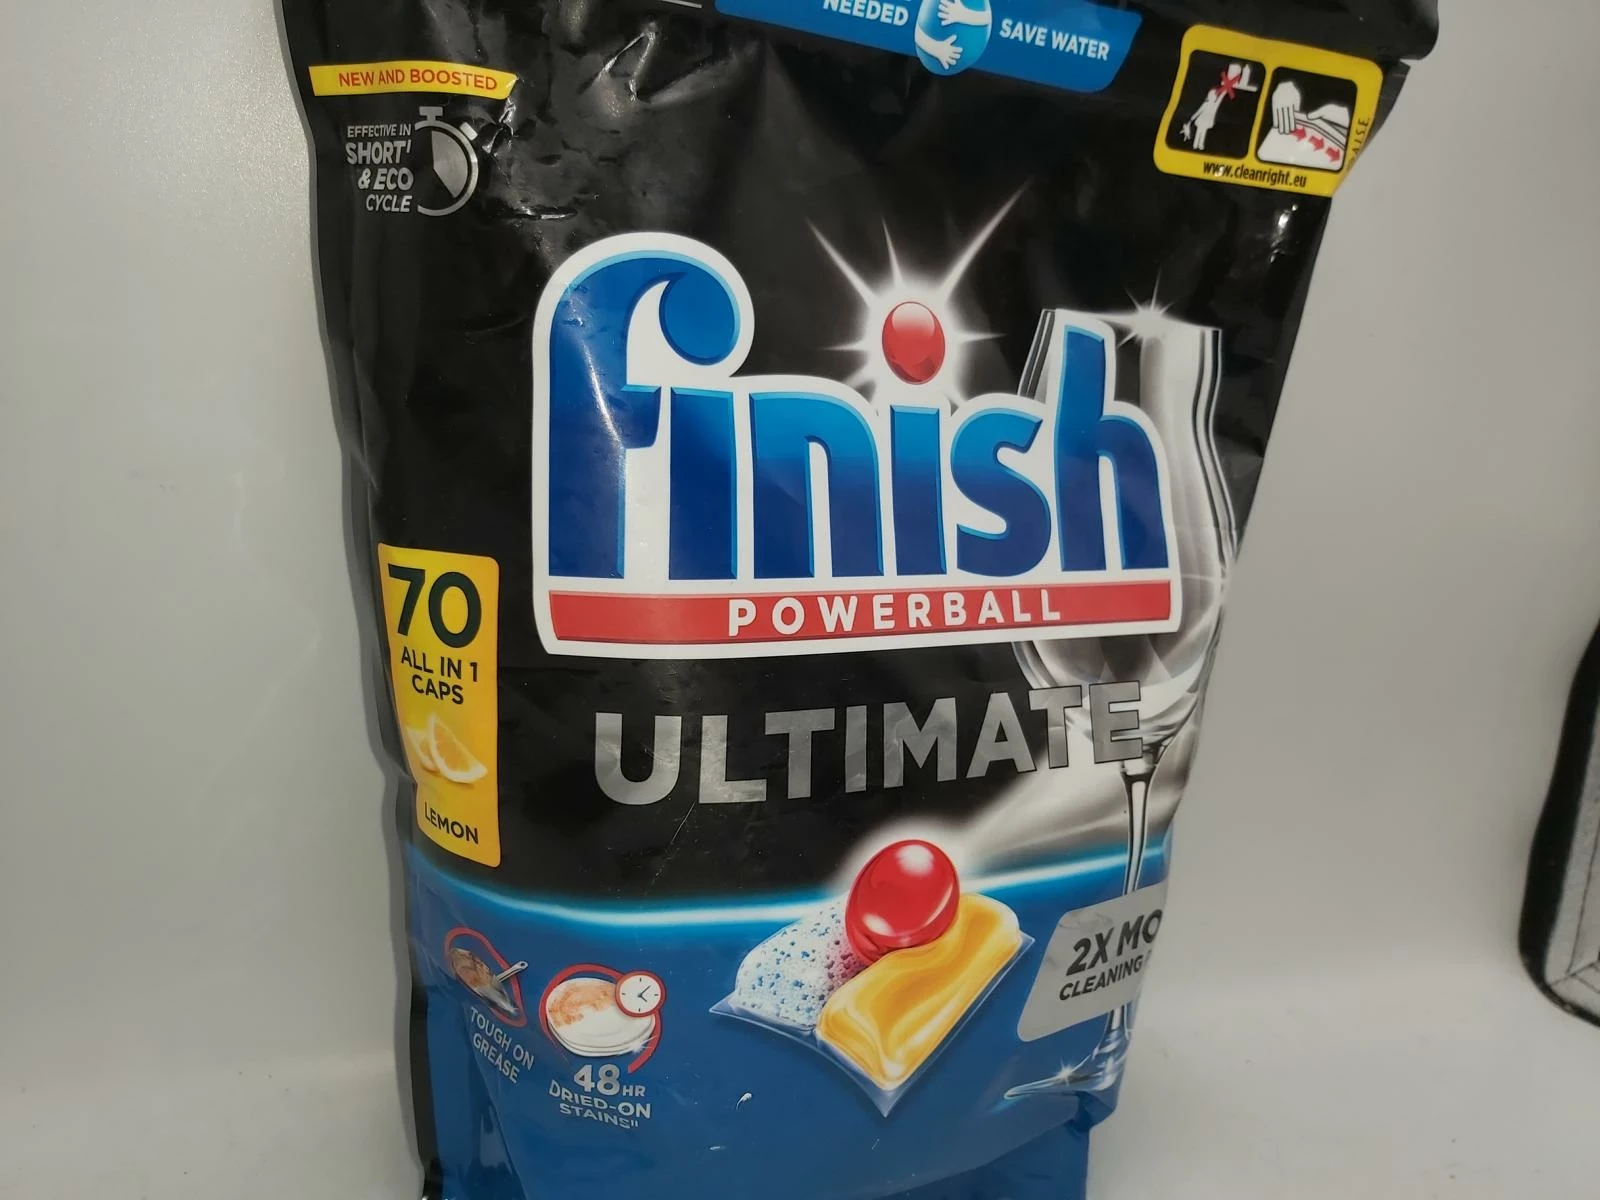 NEEDED
SAVE WATER
NEW AND BOOSTED
EFFECTIVE IN
SHORT'
& ECO
CYCLE
www.cleanright.eu
A.I.S.E.
finish
POWERBALL
ULTIMATE
70
ALL IN 1
CAPS
LEMON
2X MO
CLEANING
TOUGH ON
GREASE
48HR
DRIED-ON
STAINS"